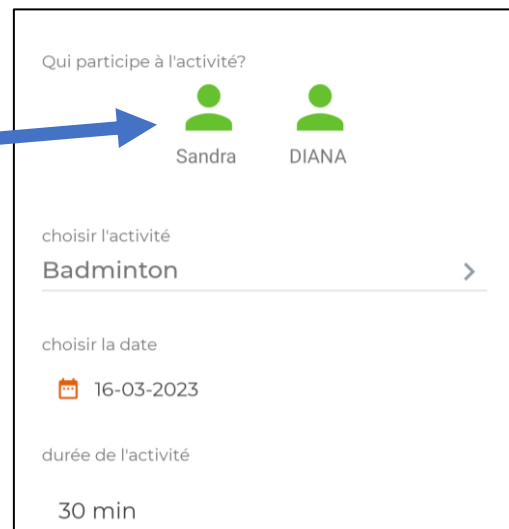 Qui participe à l'activité?
Sandra DIANA
choisir l'activité
Badminton
choisir la date
16-03-2023
durée de l'activité
30 min